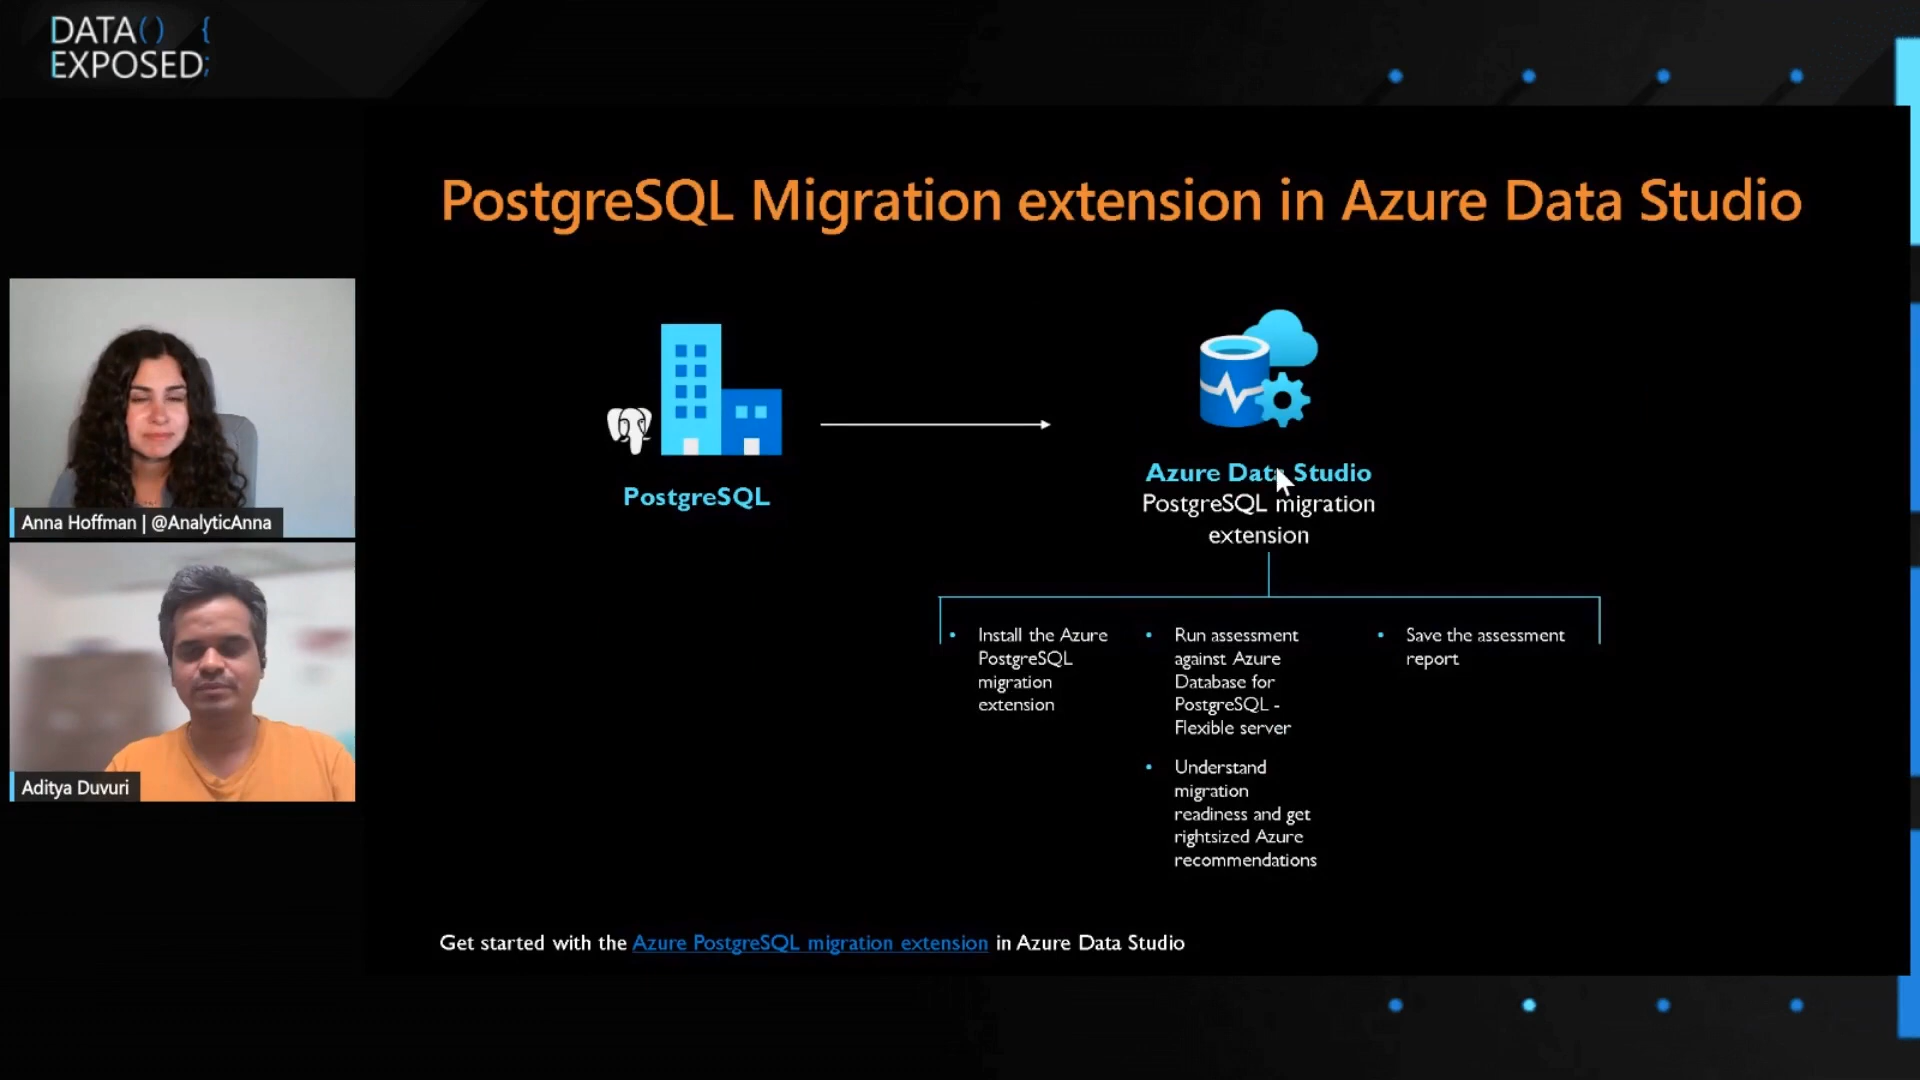 DATA() {
EXPOSED;
PostgreSQL Migration extension in Azure Data Studio
PostgreSQL
Azure Data Studio
PostgreSQL migration
extension
• Install the Azure
PostgreSQL
migration
extension
• Run assessment
against Azure
Database for
PostgreSQL -
Flexible server
• Understand
migration
readiness and get
rightsized Azure
recommendations
• Save the assessment
report
Get started with the Azure PostgreSQL migration extension in Azure Data Studio
Anna Hoffman | @AnalyticAnna
Aditya Duvuri